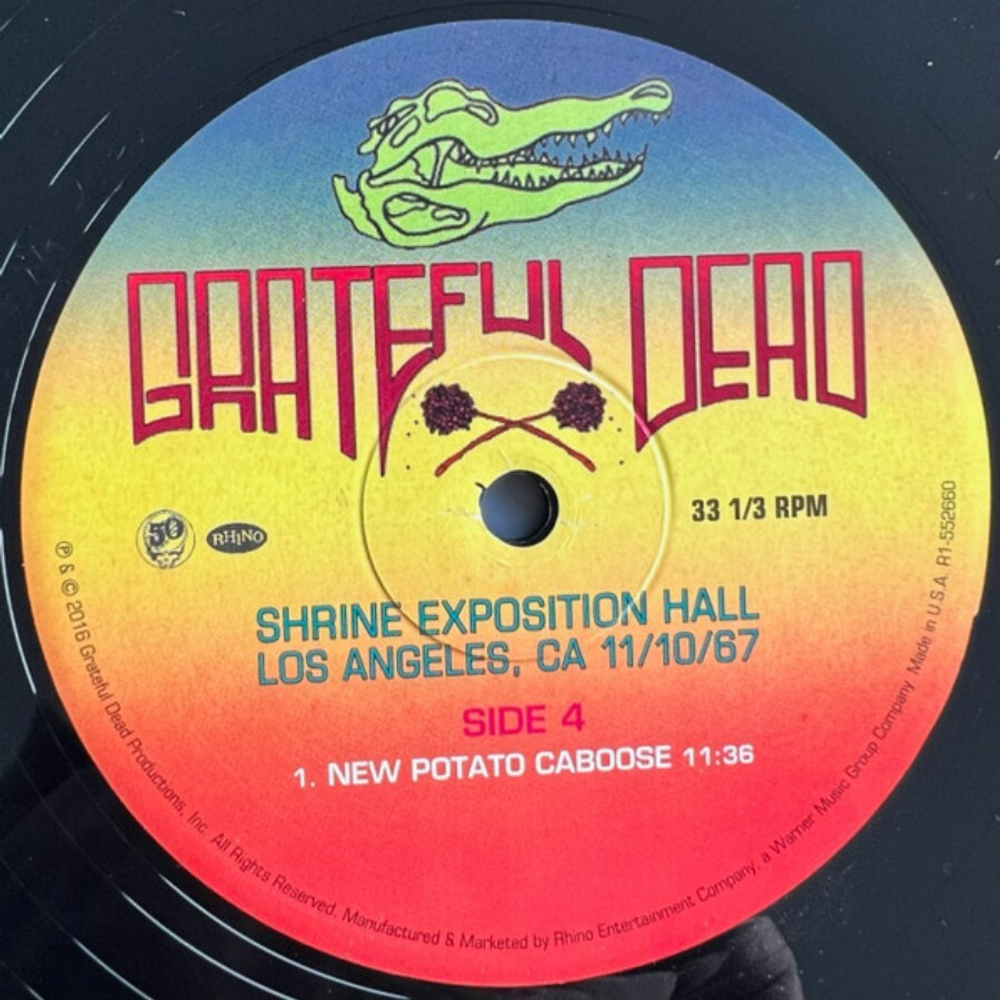 GRATEFUL DEAD
33 1/3 RPM
50
RHINO
SHRINE EXPOSITION HALL
LOS ANGELES, CA 11/10/67
SIDE 4
1. NEW POTATO CABOOSE 11:36
℗ & © 2016 Grateful Dead Productions, Inc. All Rights Reserved. Manufactured & Marketed by Rhino Entertainment Company, a Warner Music Group Company. Made in U.S.A. R1-552660